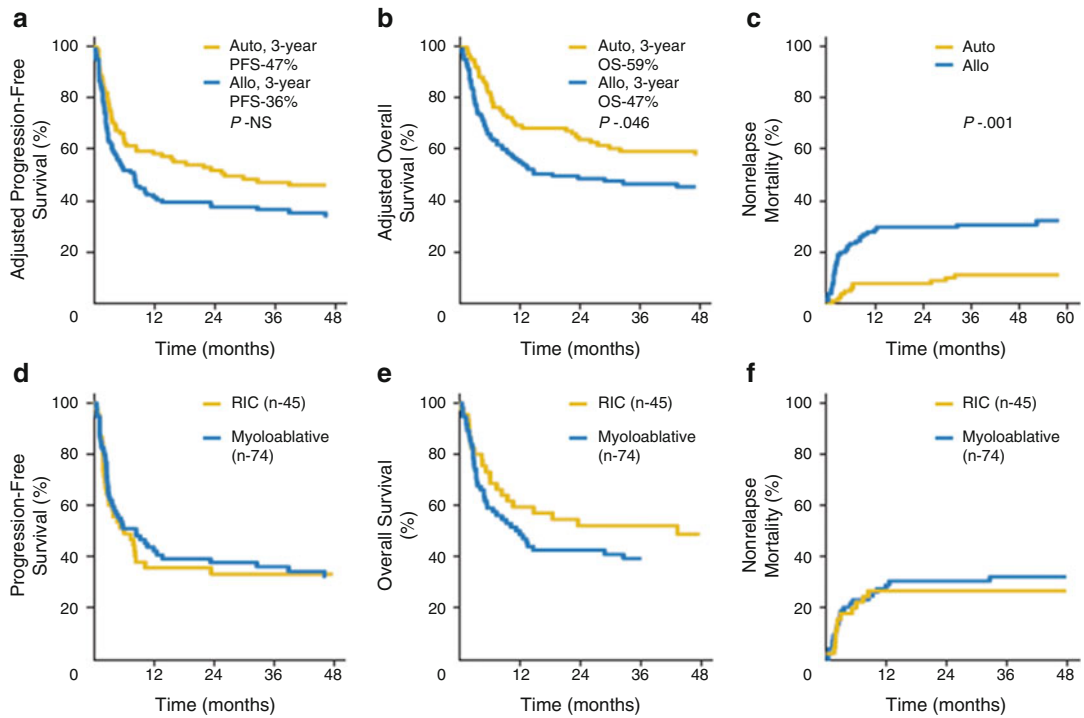 a
Adjusted Progression-Free
Survival (%)
100
80
60
40
20
0
12
24
36
48
Time (months)
Auto, 3-year
PFS-47%
Allo, 3-year
PFS-36%
P -NS
b
Adjusted Overall
Survival (%)
100
80
60
40
20
0
12
24
36
48
Time (months)
Auto, 3-year
OS-59%
Allo, 3-year
OS-47%
P -.046
c
Nonrelapse
Mortality (%)
100
80
60
40
20
0
12
24
36
48
60
Time (months)
Auto
Allo
P -.001
d
Progression-Free
Survival (%)
100
80
60
40
20
0
12
24
36
48
Time (months)
RIC (n-45)
Myoloablative
(n-74)
e
Overall Survival
(%)
100
80
60
40
20
0
12
24
36
48
Time (months)
RIC (n-45)
Myoloablative
(n-74)
f
Nonrelapse
Mortality (%)
100
80
60
40
20
0
12
24
36
48
Time (months)
RIC (n-45)
Myoloablative
(n-74)